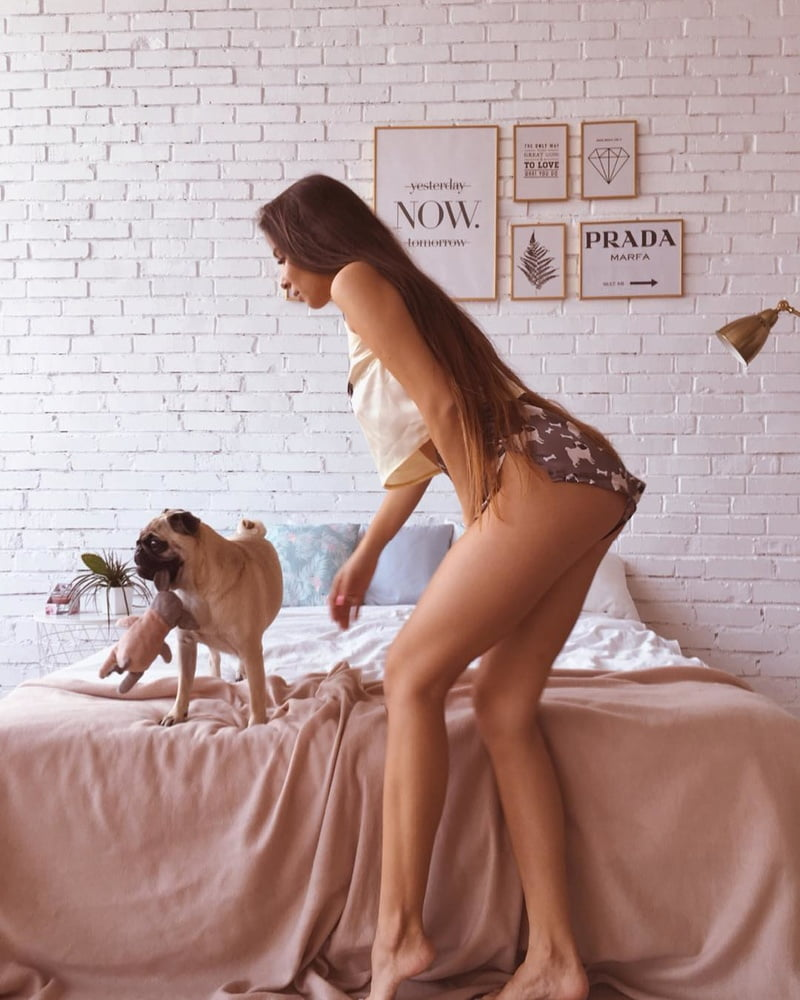 yesterday
NOW.
tomorrow
THE ONLY WAY
GREAT
TO LOVE
WHAT YOU DO
PRADA
MARFA